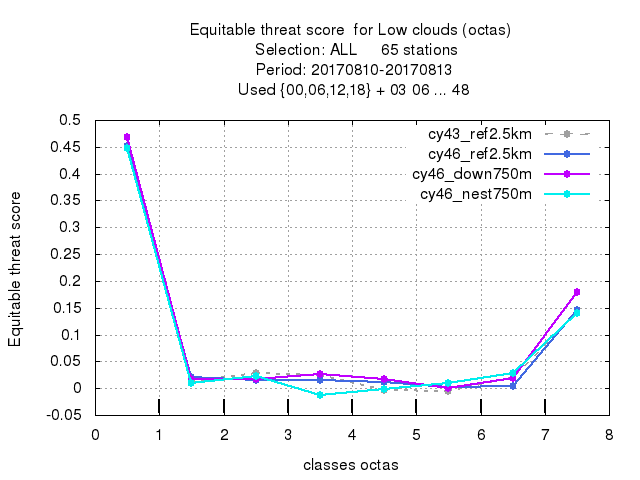 Equitable threat score  for Low clouds (octas)
Selection: ALL     65 stations
Period: 20170810-20170813
Used {00,06,12,18} + 03 06 ... 48
cy43_ref2.5km
cy46_ref2.5km
cy46_down750m
cy46_nest750m
Equitable threat score
0.5
0.45
0.4
0.35
0.3
0.25
0.2
0.15
0.1
0.05
0
-0.05
0 1 2 3 4 5 6 7 8
classes octas